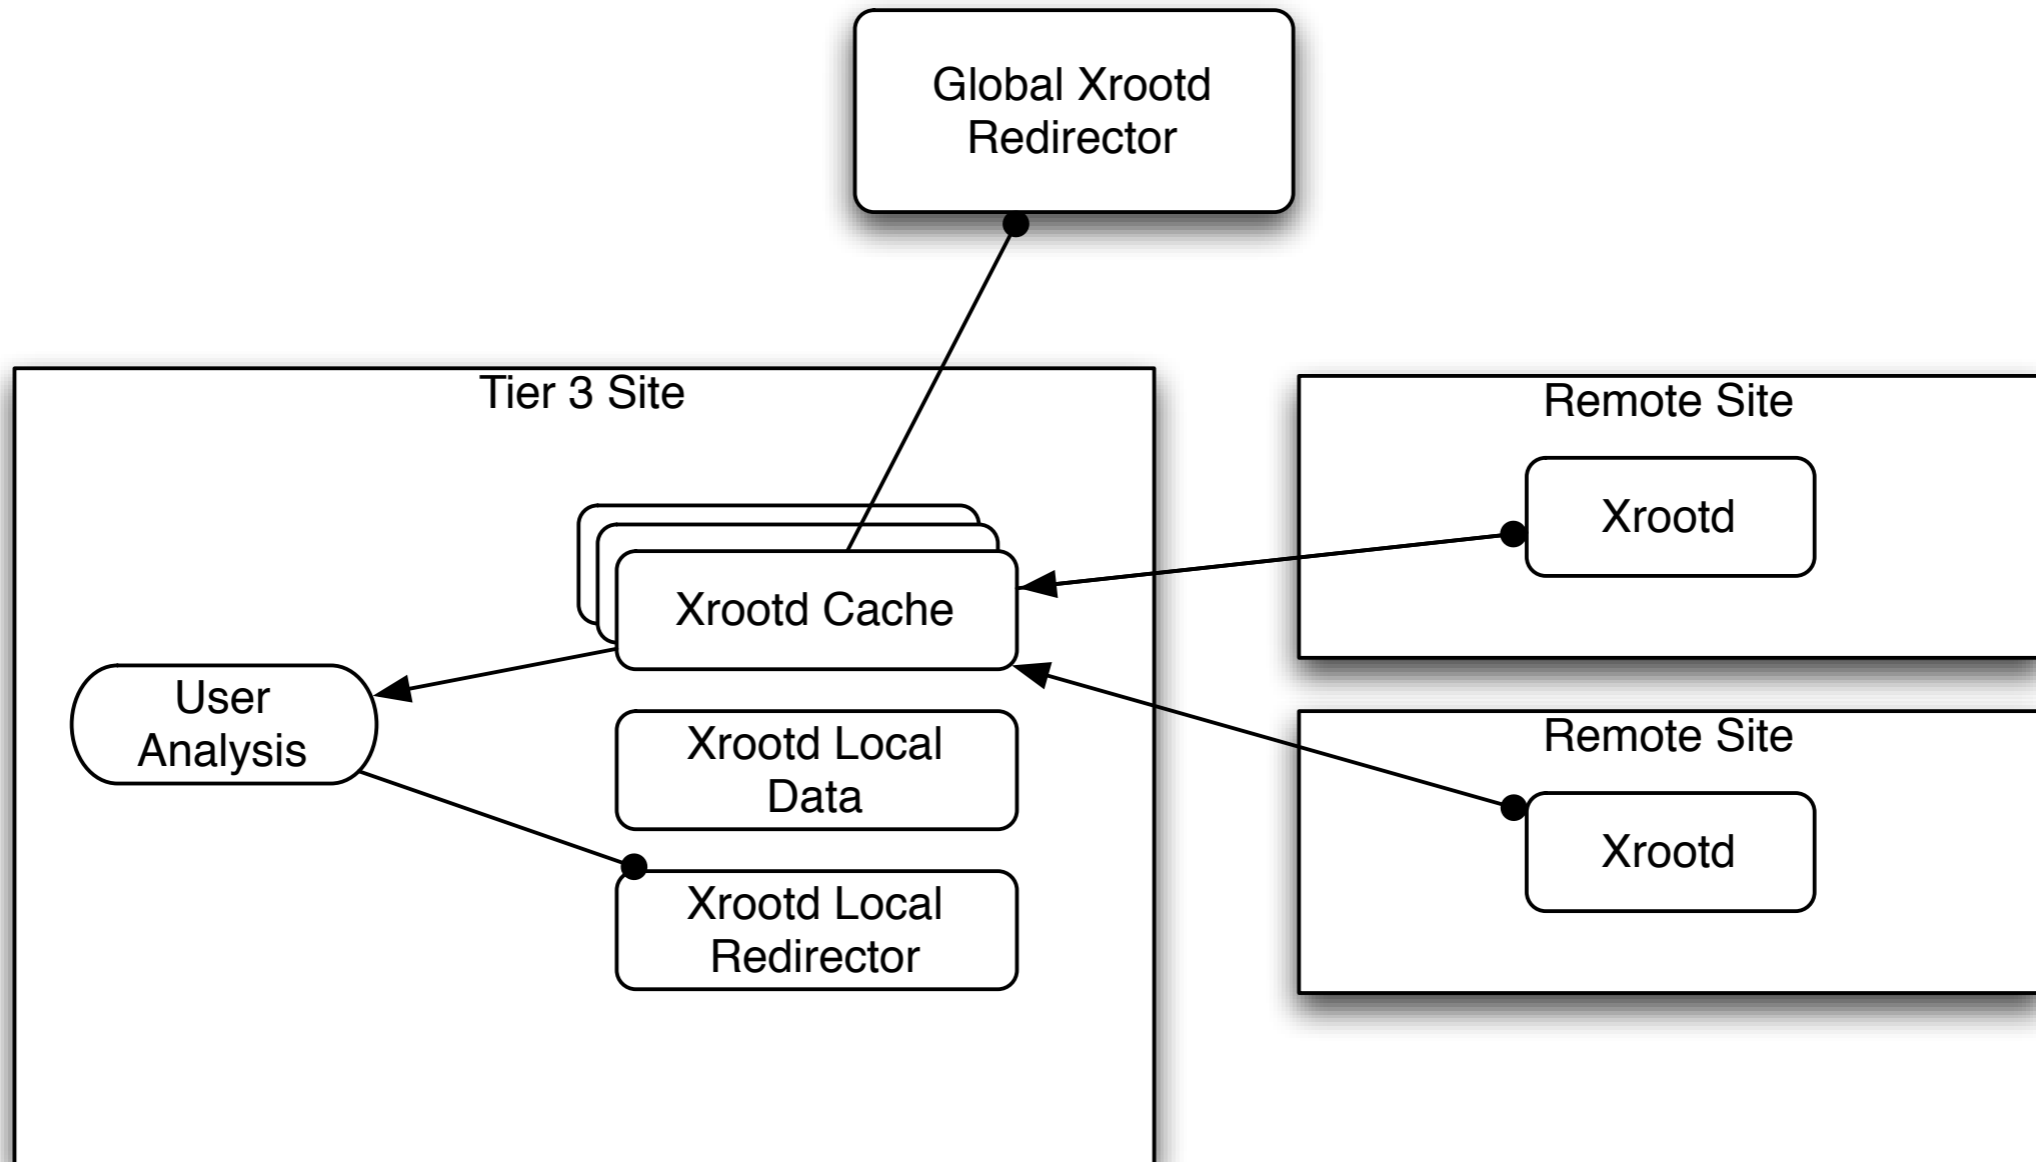 Global Xrootd
Redirector
Tier 3 Site
Xrootd Cache
User
Analysis
Xrootd Local
Data
Xrootd Local
Redirector
Remote Site
Xrootd
Remote Site
Xrootd